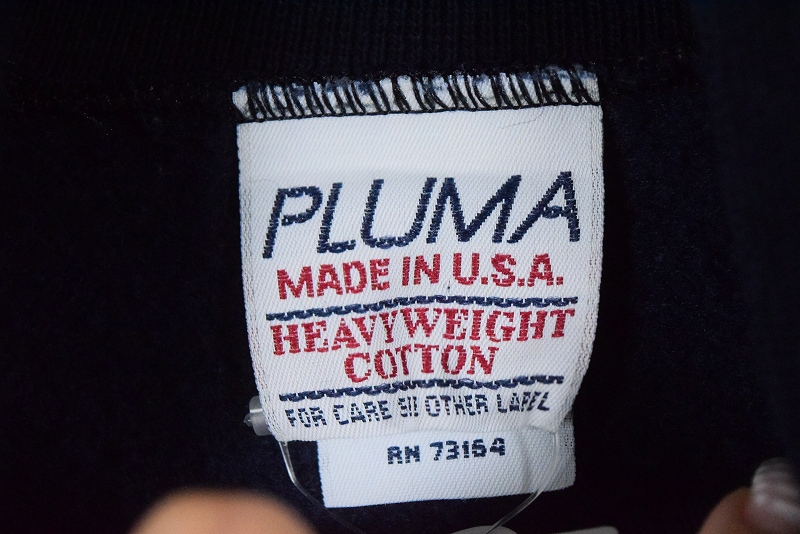 PLUMA
MADE IN U.S.A.
HEAVYWEIGHT
COTTON
FOR CARE SEE OTHER LABEL
RN 73164